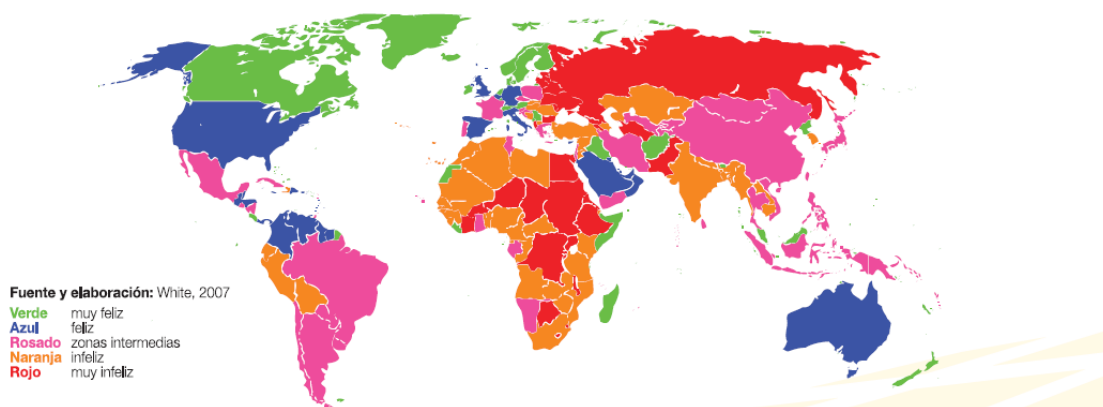 Fuente y elaboración: White, 2007
Verde muy feliz
Azul feliz
Rosado zonas intermedias
Naranja infeliz
Rojo muy infeliz